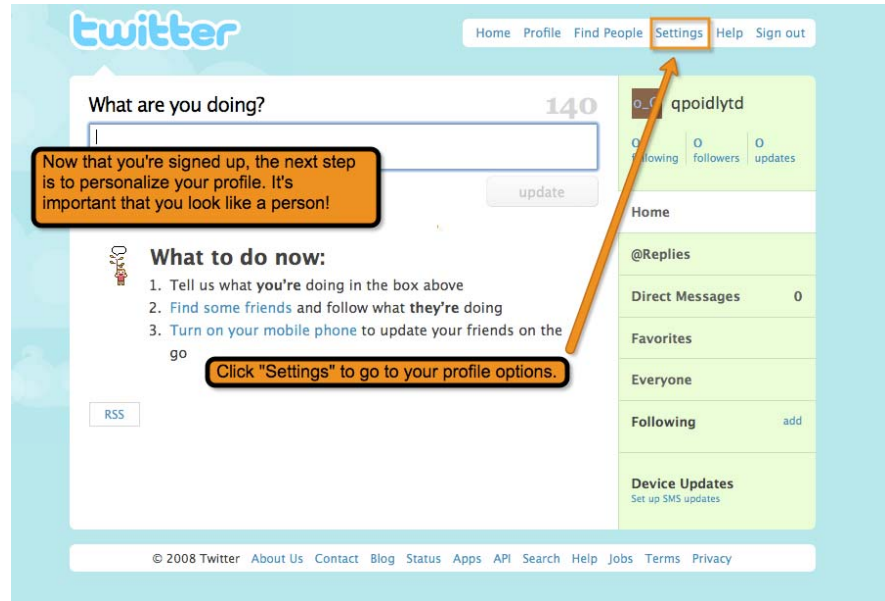 twitter
Home Profile Find People Settings Help Sign out
What are you doing?
140
Now that you're signed up, the next step
is to personalize your profile. It's
important that you look like a person!
update
What to do now:
1. Tell us what you're doing in the box above
2. Find some friends and follow what they're doing
3. Turn on your mobile phone to update your friends on the
go
Click "Settings" to go to your profile options.
RSS
qpoidlytd
0 0 0
following followers updates
Home
@Replies
Direct Messages 0
Favorites
Everyone
Following add
Device Updates
Set up SMS updates
© 2008 Twitter About Us Contact Blog Status Apps API Search Help Jobs Terms Privacy